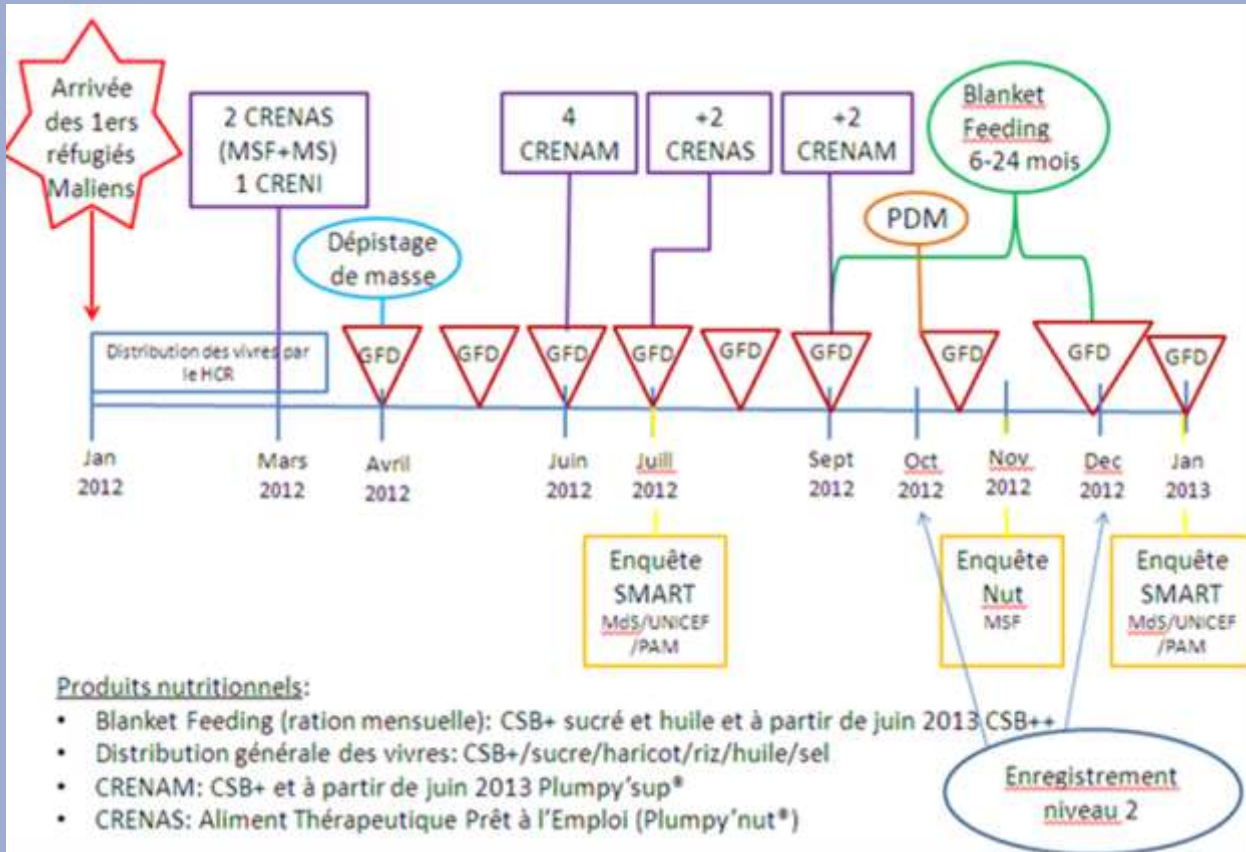 Arrivée
des 1ers
réfugiés
Maliens
2 CRENAS
(MSF+MS)
1 CRENI
4
CRENAM
+2
CRENAS
+2
CRENAM
Blanket
Feeding
6-24 mois
PDM
Dépistage
de masse
Distribution des vivres par
le HCR
GFD
GFD
GFD
GFD
GFD
GFD
GFD
GFD
GFD
Jan
2012
Mars
2012
Avril
2012
Juin
2012
Juill
2012
Sept
2012
Oct
2012
Nov
2012
Dec
2012
Jan
2013
Enquête
SMART
MdS/UNICEF
/PAM
Enquête
Nut
MSF
Enquête
SMART
MdS/UNICEF
/PAM
Produits nutritionnels:
• Blanket Feeding (ration mensuelle): CSB+ sucré et huile et à partir de juin 2013 CSB++
• Distribution générale des vivres: CSB+/sucre/haricot/riz/huile/sel
• CRENAM: CSB+ et à partir de juin 2013 Plumpy'sup®
• CRENAS: Aliment Thérapeutique Prêt à l'Emploi (Plumpy'nut®)
Enregistrement
niveau 2